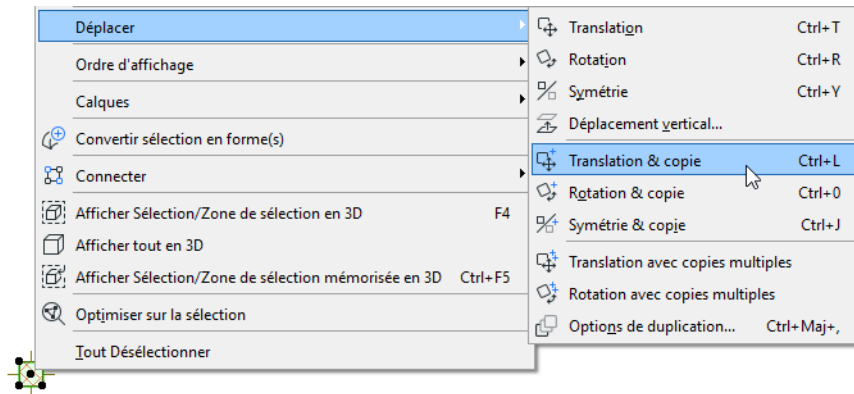 Déplacer
Ordre d'affichage
Calques
Convertir sélection en forme(s)
Connecter
Afficher Sélection/Zone de sélection en 3D F4
Afficher tout en 3D
Afficher Sélection/Zone de sélection mémorisée en 3D Ctrl+F5
Optimiser sur la sélection
Tout Désélectionner
Translation Ctrl+T
Rotation Ctrl+R
Symétrie Ctrl+Y
Déplacement vertical...
Translation & copie Ctrl+L
Rotation & copie Ctrl+0
Symétrie & copie Ctrl+J
Translation avec copies multiples
Rotation avec copies multiples
Options de duplication... Ctrl+Maj+,